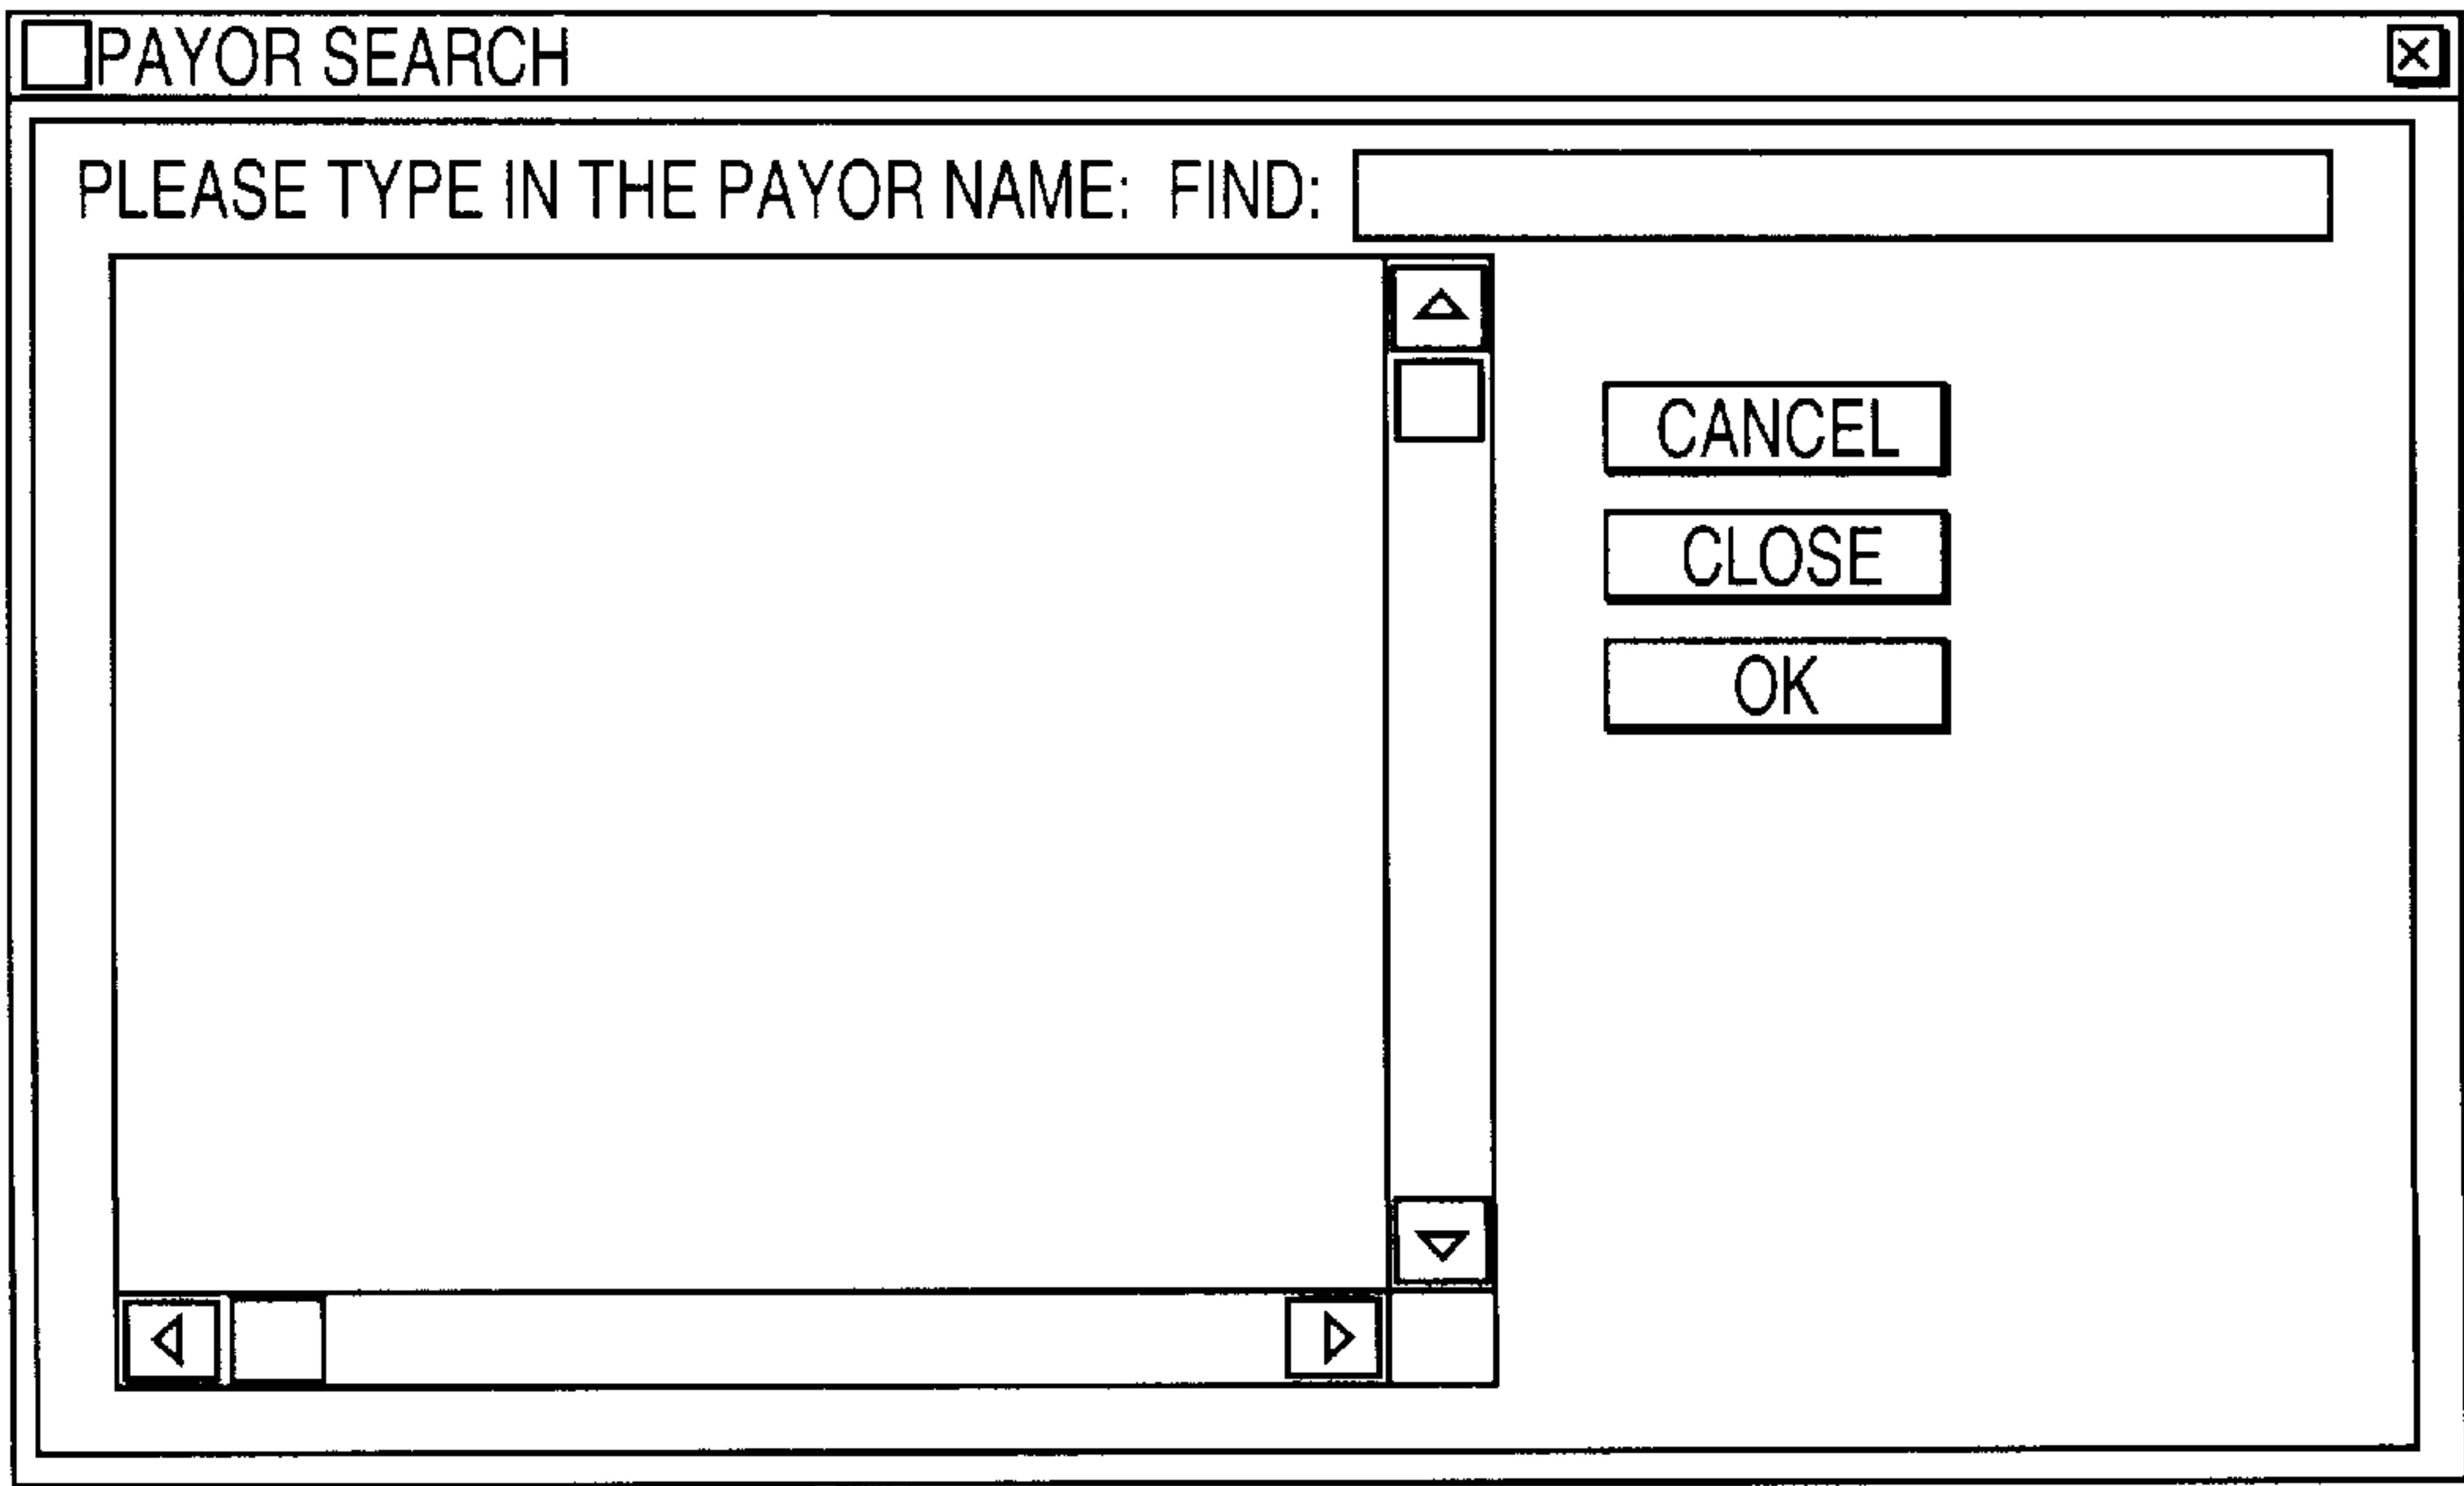 PAYOR SEARCH
PLEASE TYPE IN THE PAYOR NAME: FIND:
CANCEL
CLOSE
OK